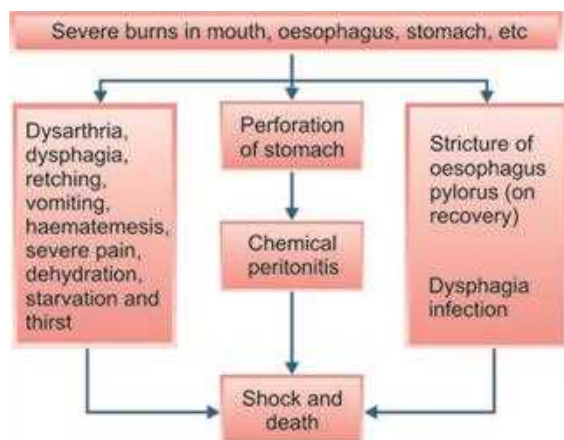 Severe burns in mouth, oesophagus, stomach, etc
Dysarthria,
dysphagia,
retching,
vomiting,
haematemesis,
severe pain,
dehydration,
starvation and
thirst
Perforation
of stomach
Chemical
peritonitis
Stricture of
oesophagus
pylorus (on
recovery)
Dysphagia
infection
Shock and
death